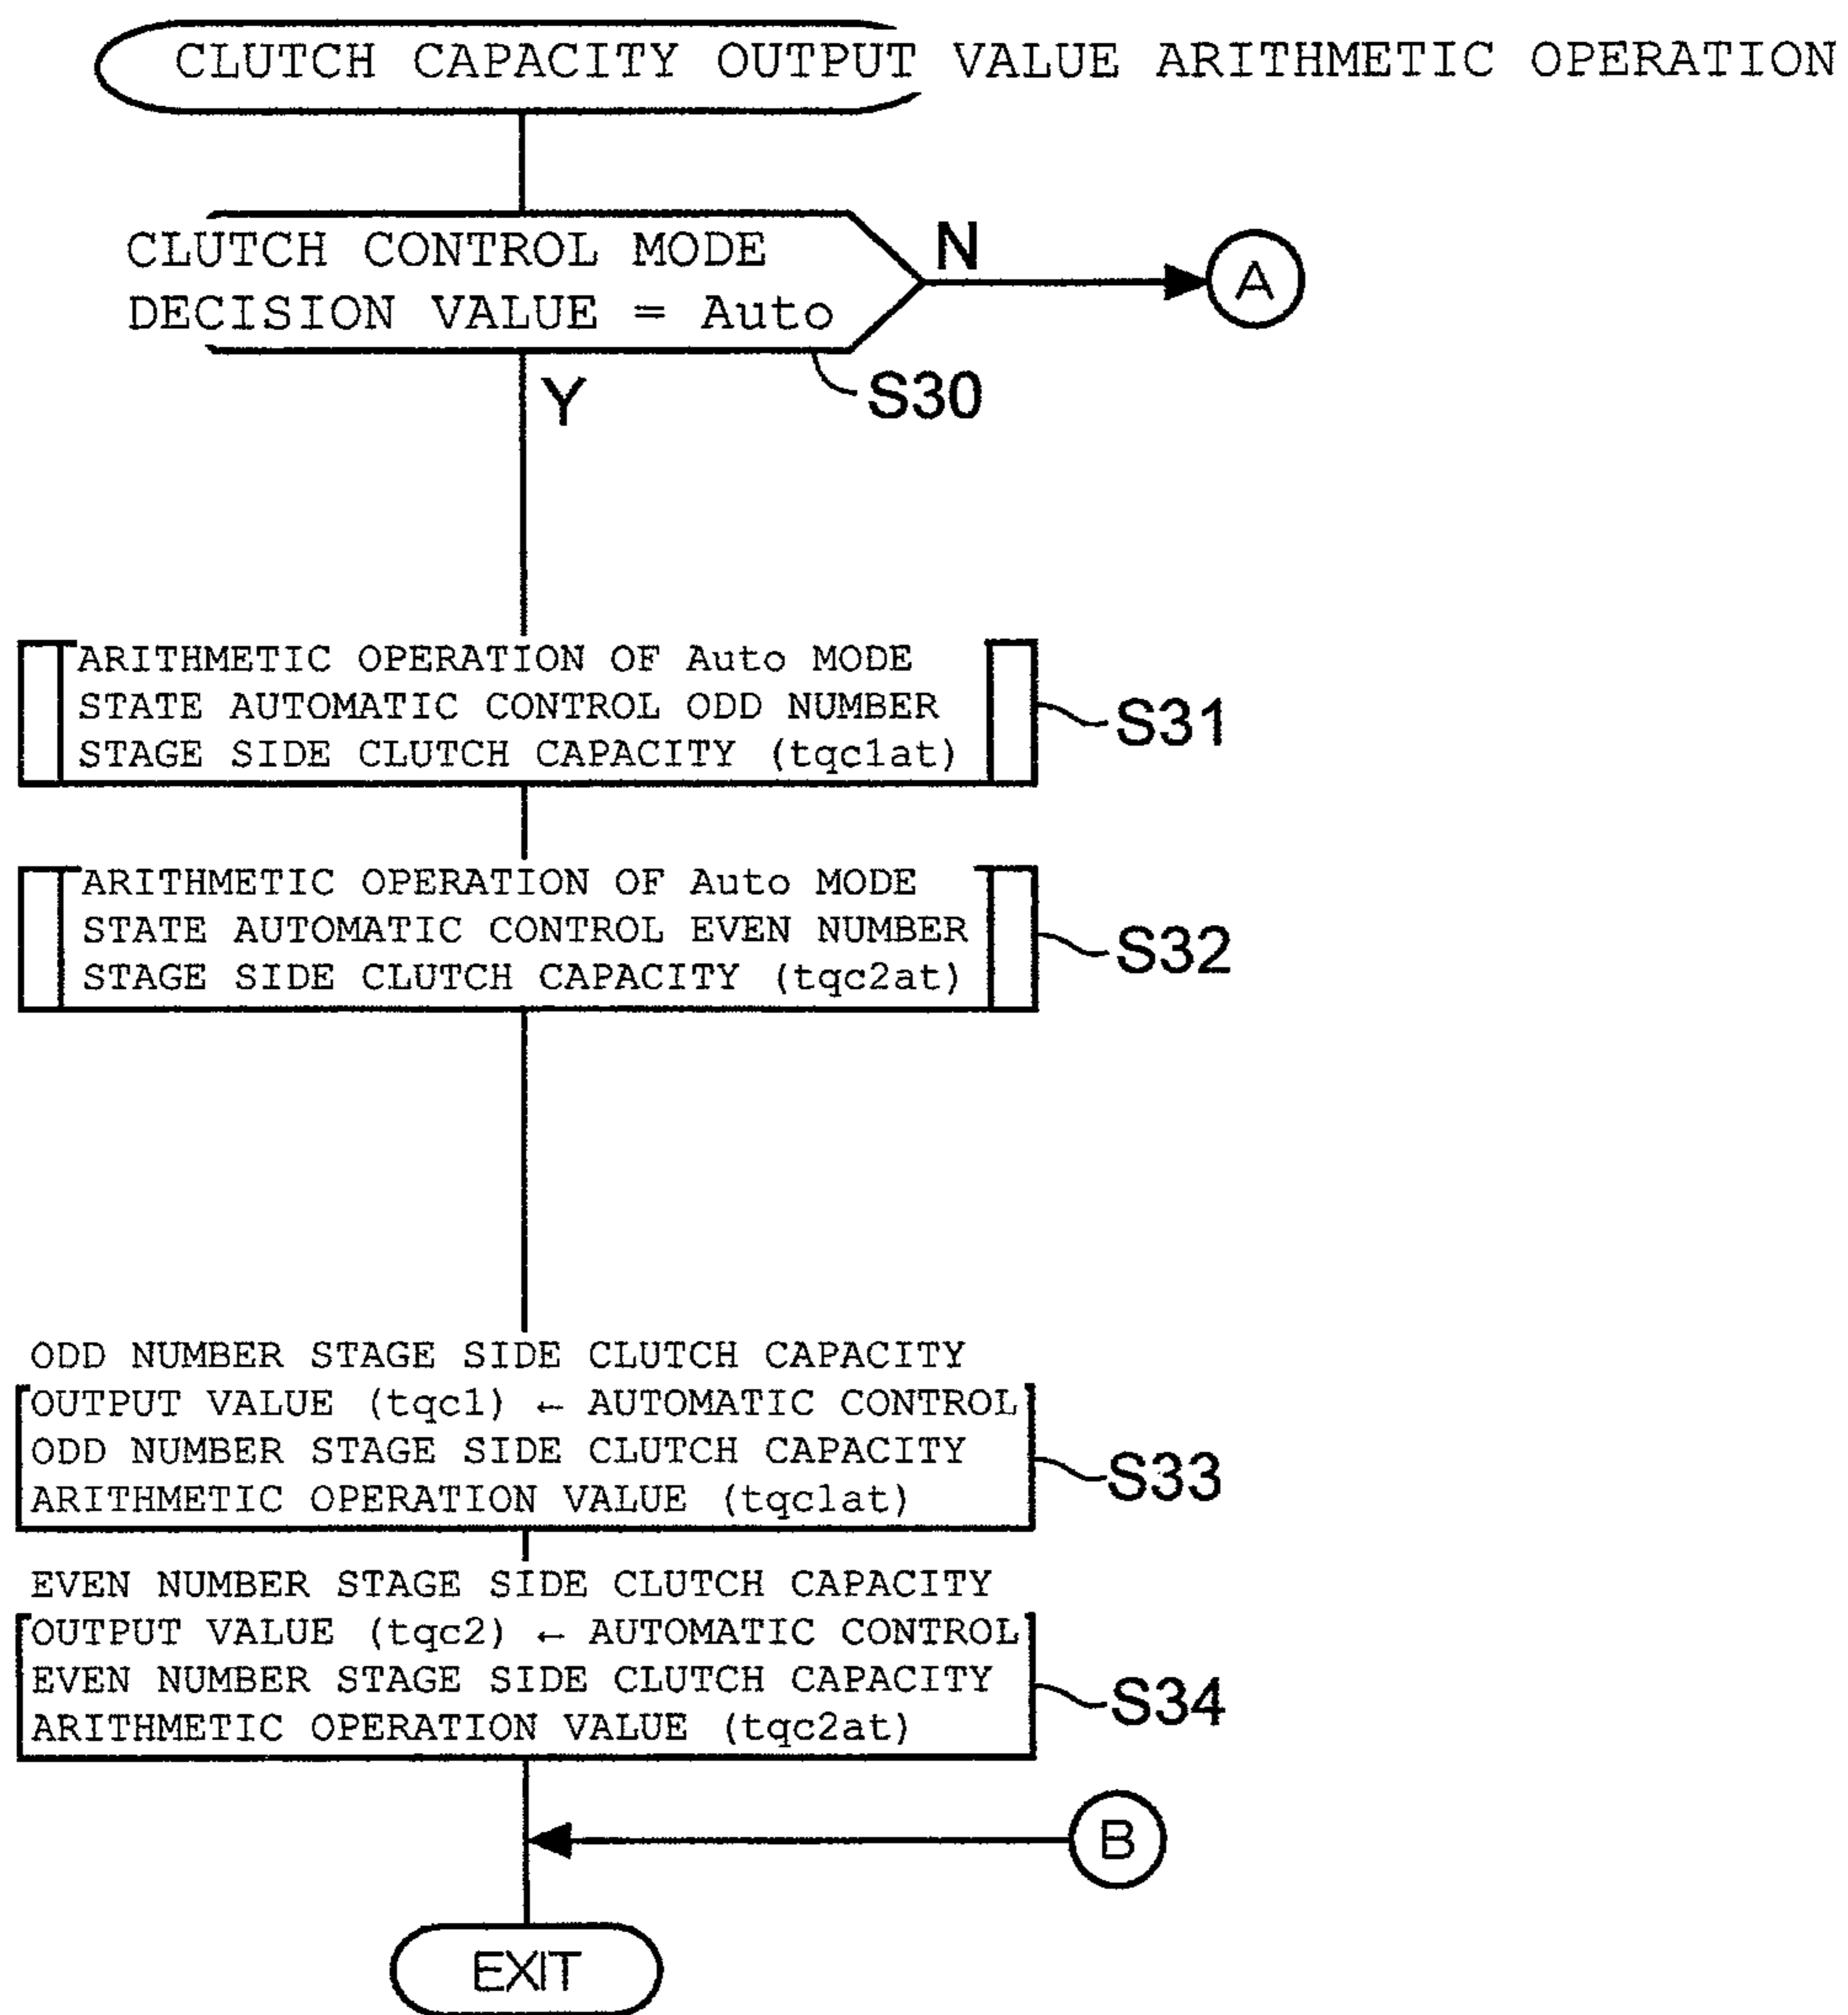 CLUTCH CAPACITY OUTPUT VALUE ARITHMETIC OPERATION
CLUTCH CONTROL MODE
DECISION VALUE = Auto
N
A
Y
S30
ARITHMETIC OPERATION OF Auto MODE
STATE AUTOMATIC CONTROL ODD NUMBER
STAGE SIDE CLUTCH CAPACITY (tqc1at)
S31
ARITHMETIC OPERATION OF Auto MODE
STATE AUTOMATIC CONTROL EVEN NUMBER
STAGE SIDE CLUTCH CAPACITY (tqc2at)
S32
ODD NUMBER STAGE SIDE CLUTCH CAPACITY
OUTPUT VALUE (tqc1) ← AUTOMATIC CONTROL
ODD NUMBER STAGE SIDE CLUTCH CAPACITY
ARITHMETIC OPERATION VALUE (tqc1at)
S33
EVEN NUMBER STAGE SIDE CLUTCH CAPACITY
OUTPUT VALUE (tqc2) ← AUTOMATIC CONTROL
EVEN NUMBER STAGE SIDE CLUTCH CAPACITY
ARITHMETIC OPERATION VALUE (tqc2at)
S34
B
EXIT